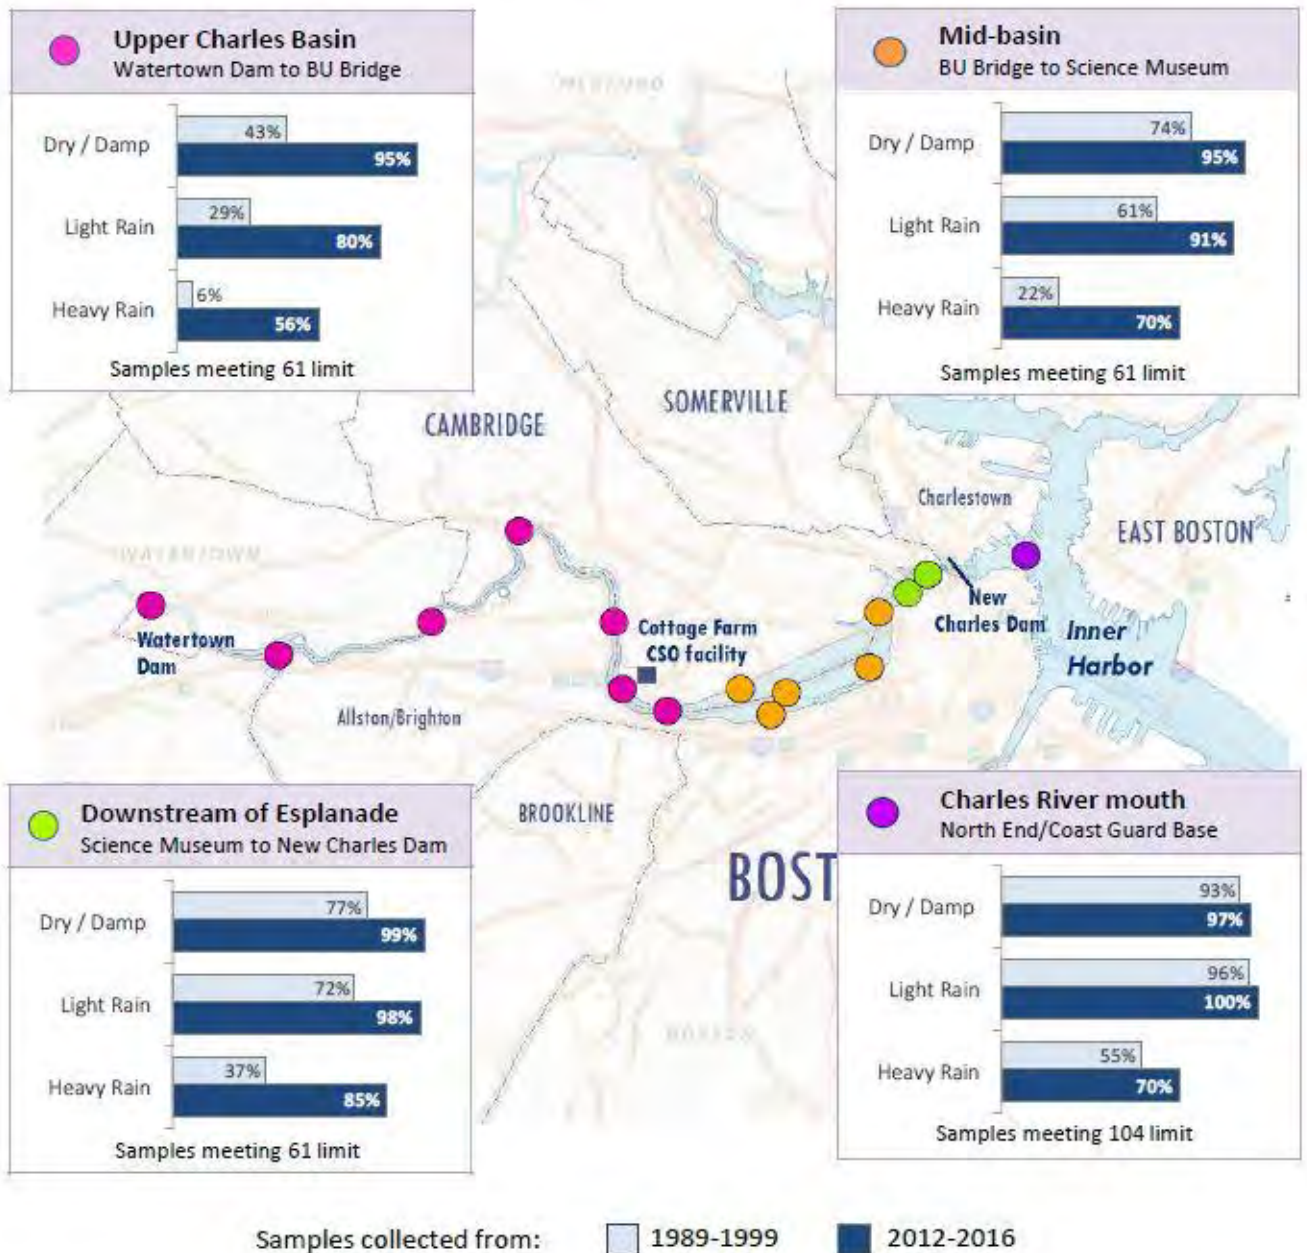 Upper Charles Basin
Watertown Dam to BU Bridge
Dry / Damp
43%
95%
Light Rain
29%
80%
Heavy Rain
6%
56%
Samples meeting 61 limit
Mid-basin
BU Bridge to Science Museum
Dry / Damp
74%
95%
Light Rain
61%
91%
Heavy Rain
22%
70%
Samples meeting 61 limit
MEDFORD
CAMBRIDGE
SOMERVILLE
Charlestown
EAST BOSTON
WATERTOWN
Watertown
Dam
Cottage Farm
CSO facility
New
Charles Dam
Inner
Harbor
Allston/Brighton
BROOKLINE
BOST
BOSTON
Downstream of Esplanade
Science Museum to New Charles Dam
Dry / Damp
77%
99%
Light Rain
72%
98%
Heavy Rain
37%
85%
Samples meeting 61 limit
Charles River mouth
North End/Coast Guard Base
Dry / Damp
93%
97%
Light Rain
96%
100%
Heavy Rain
55%
70%
Samples meeting 104 limit
Samples collected from: 1989-1999 2012-2016